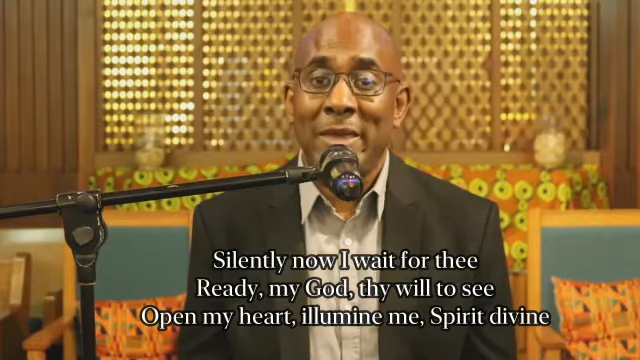 Silently now I wait for thee
Ready, my God, thy will to see
Open my heart, illumine me, Spirit divine